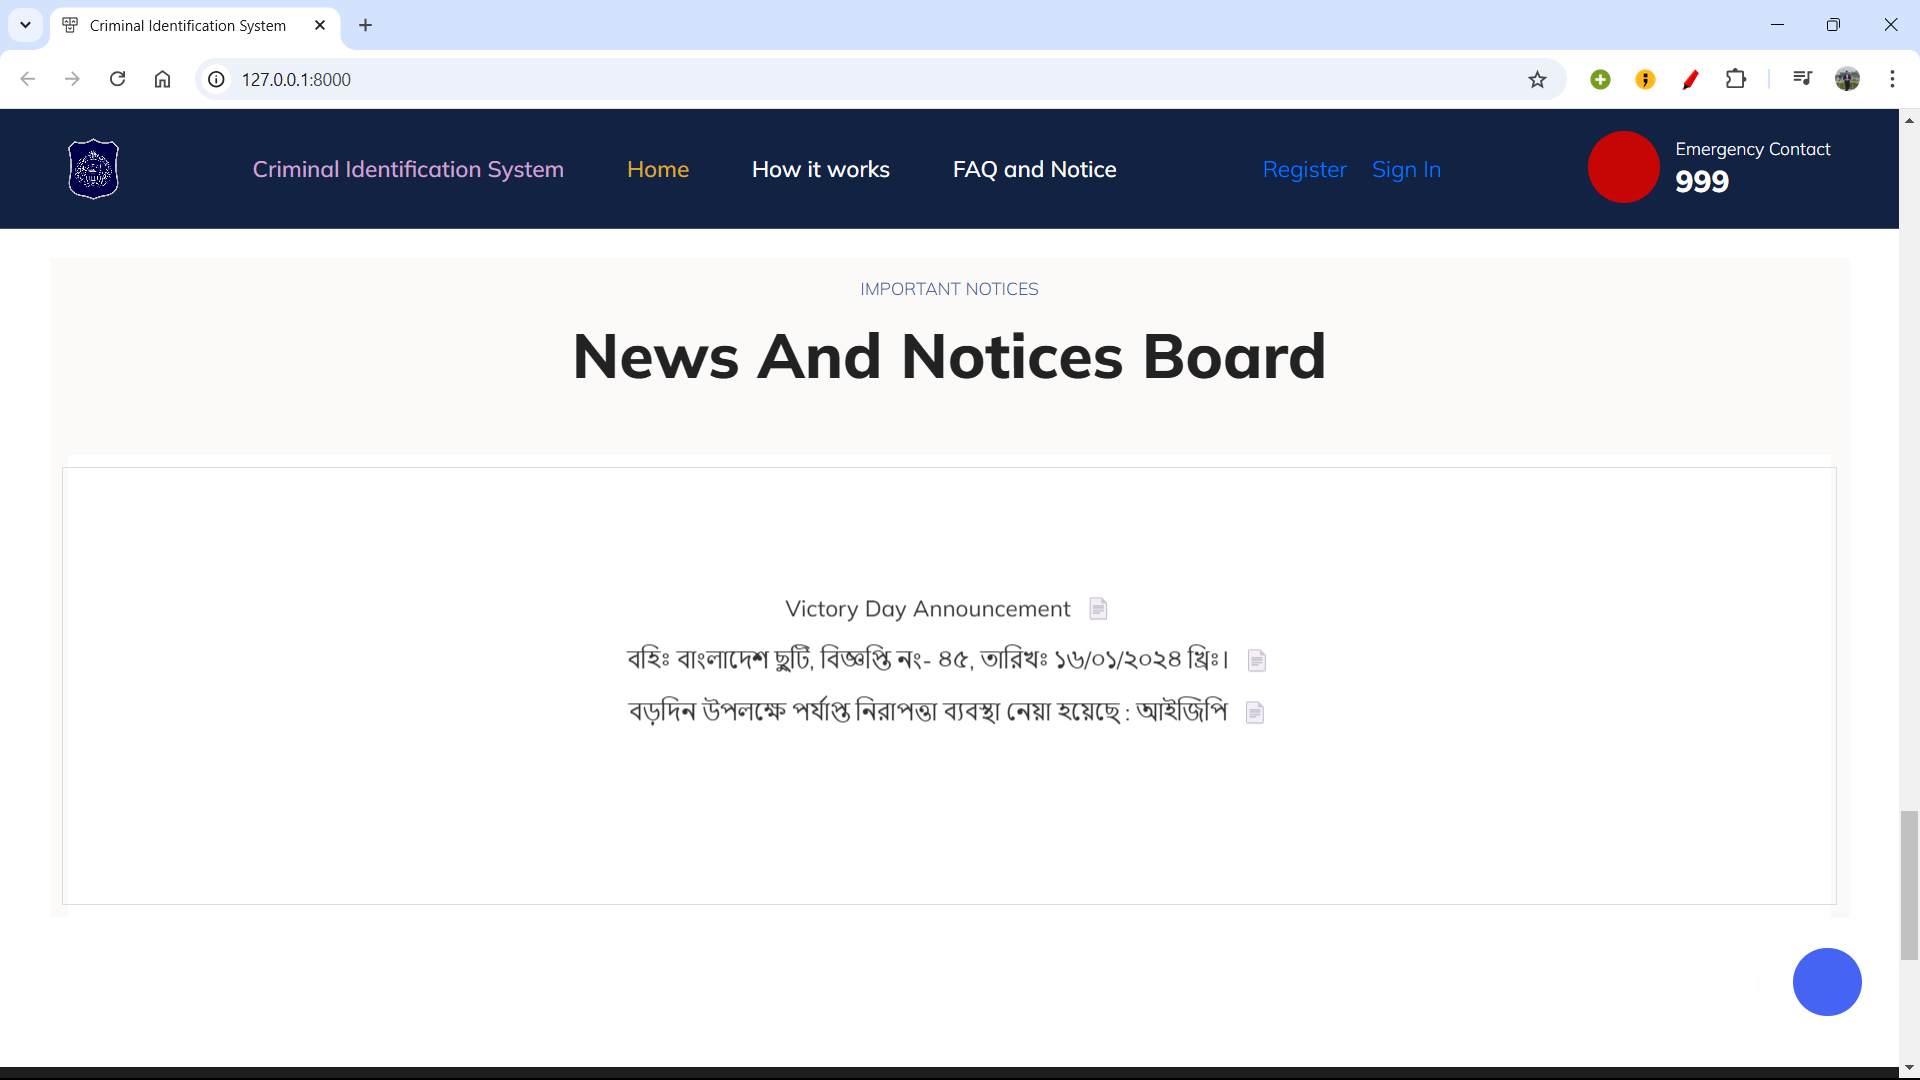 Criminal Identification System
127.0.0.1:8000
Criminal Identification System
Home
How it works
FAQ and Notice
Register
Sign In
Emergency Contact
999
IMPORTANT NOTICES
News And Notices Board
Victory Day Announcement
বহিঃ বাংলাদেশ ছুটি, বিজ্ঞপ্তি নং- ৪৫, তারিখঃ ১৬/০১/২০২৪ খ্রিঃ।
বড়দিন উপলক্ষে পর্যাপ্ত নিরাপত্তা ব্যবস্থা নেয়া হয়েছে : আইজিপি